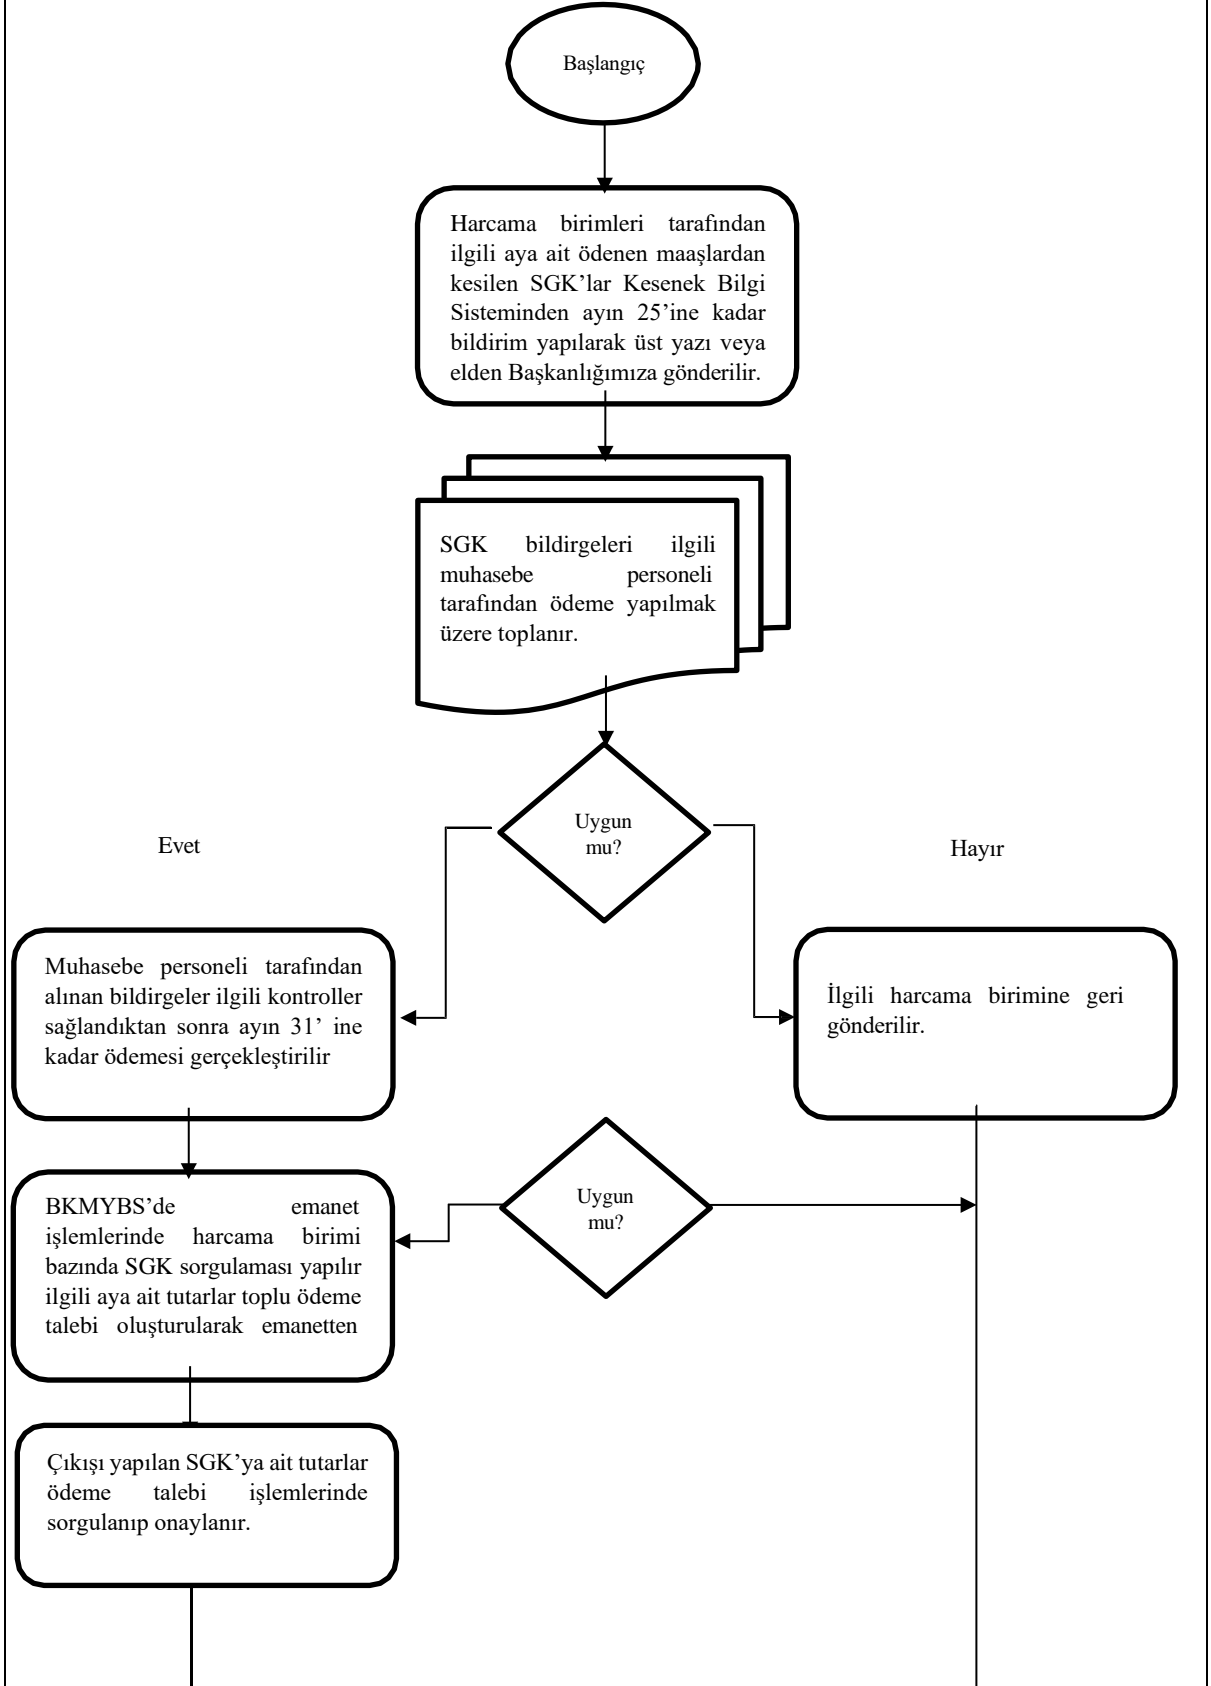 Başlangıç
Harcama birimleri tarafından
ilgili aya ait ödenen maaşlardan
kesilen SGK’lar Kesenek Bilgi
Sisteminden ayın 25’ine kadar
bildirim yapılarak üst yazı veya
elden Başkanlığımıza gönderilir.
SGK bildirgeleri ilgili
muhasebe personeli
tarafından ödeme yapılmak
üzere toplanır.
Uygun
mu?
Evet
Hayır
Muhasebe personeli tarafından
alınan bildirgeler ilgili kontroller
sağlandıktan sonra ayın 31’ ine
kadar ödemesi gerçekleştirilir
İlgili harcama birimine geri
gönderilir.
Uygun
mu?
BKMYBS’de emanet
işlemlerinde harcama birimi
bazında SGK sorgulaması yapılır
ilgili aya ait tutarlar toplu ödeme
talebi oluşturularak emanetten
Çıkışı yapılan SGK’ya ait tutarlar
ödeme talebi işlemlerinde
sorgulanıp onaylanır.